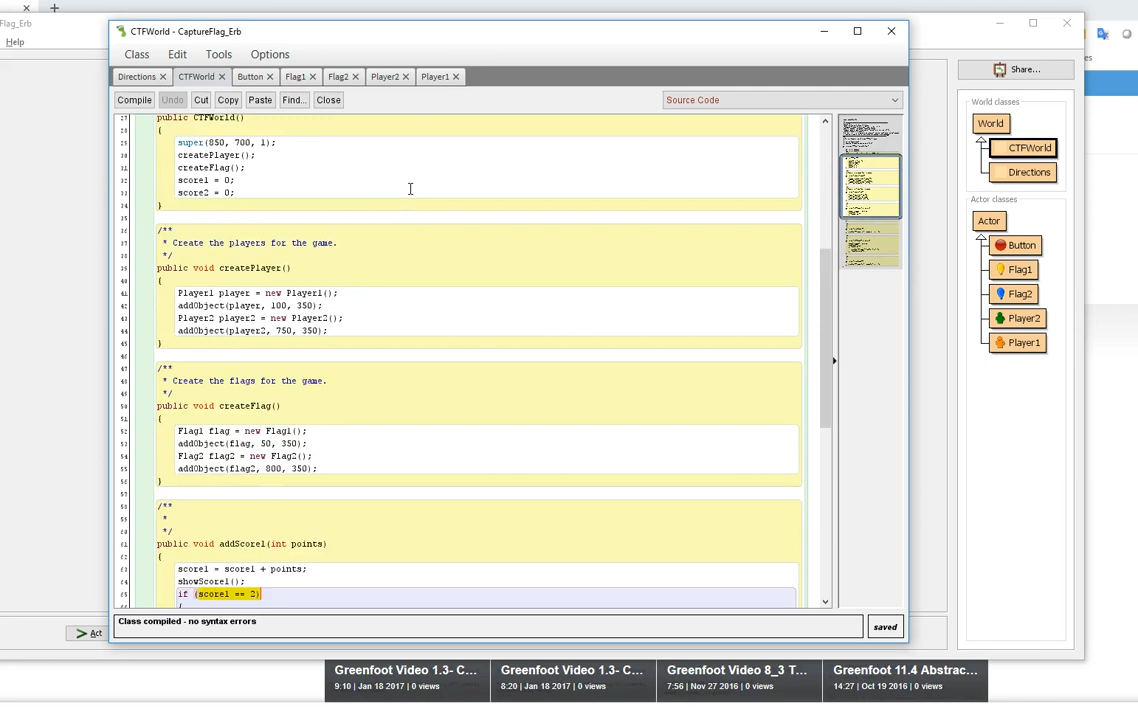 Flag_Erb
Help
CTFWorld - CaptureFlag_Erb
Class Edit Tools Options
Directions CTFWorld Button Flag1 Flag2 Player2 Player1
Compile Undo Cut Copy Paste Find... Close
Source Code
public CTFWorld()
{
super(850, 700, 1);
createPlayer();
createFlag();
score1 = 0;
score2 = 0;
}
/**
* Create the players for the game.
*/
public void createPlayer()
{
Player1 player = new Player1();
addObject(player, 100, 350);
Player2 player2 = new Player2();
addObject(player2, 750, 350);
}
/**
* Create the flags for the game.
*/
public void createFlag()
{
Flag1 flag = new Flag1();
addObject(flag, 50, 350);
Flag2 flag2 = new Flag2();
addObject(flag2, 800, 350);
}
/**
*
*/
public void addScore1(int points)
{
score1 = score1 + points;
showScore1();
if (score1 == 2)
Class compiled - no syntax errors
saved
Share...
World classes
World
CTFWorld
Directions
Actor classes
Actor
Button
Flag1
Flag2
Player2
Player1
Act
Greenfoot Video 1.3- C...
9:10 | Jan 18 2017 | 0 views
Greenfoot Video 1.3- C...
8:20 | Jan 18 2017 | 0 views
Greenfoot Video 8_3 T...
7:56 | Nov 27 2016 | 0 views
Greenfoot 11.4 Abstrac...
14:27 | Oct 19 2016 | 0 views